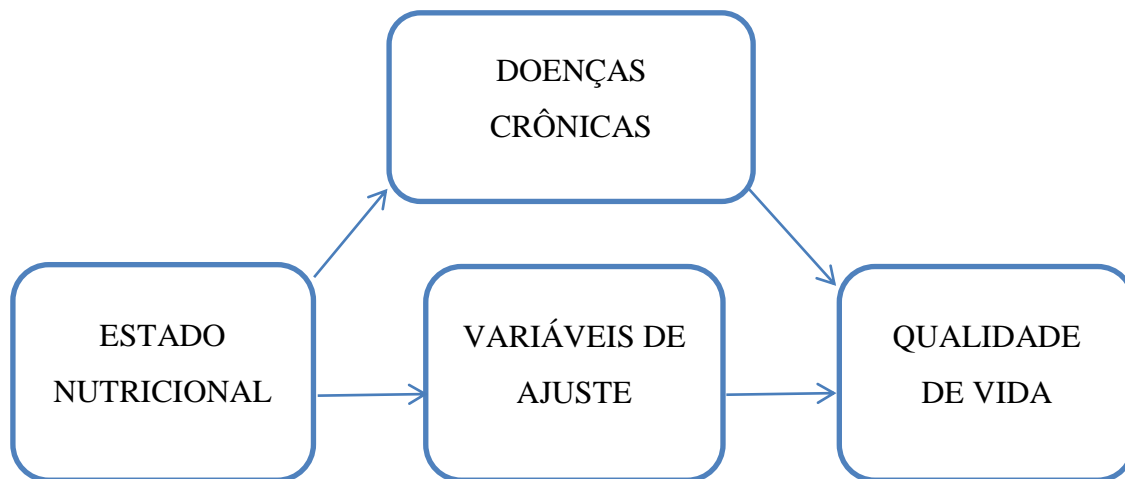 DOENÇAS
CRÔNICAS
ESTADO
NUTRICIONAL
VARIÁVEIS DE
AJUSTE
QUALIDADE
DE VIDA